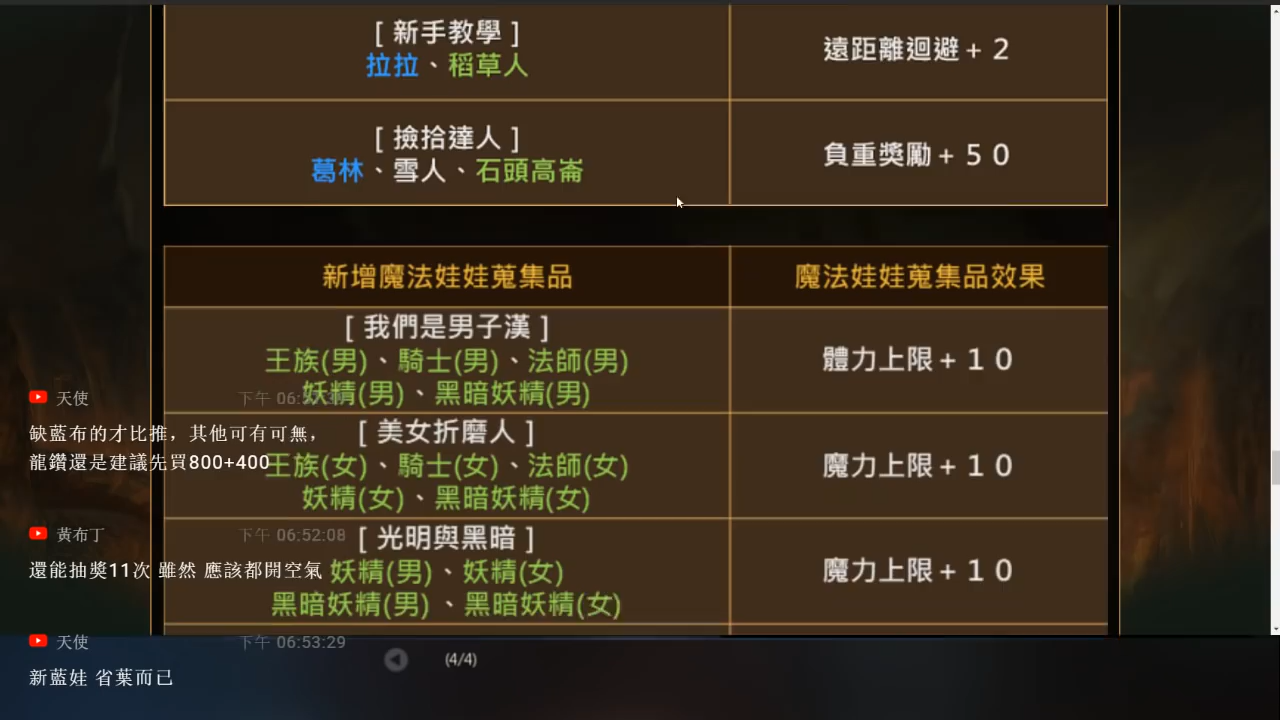 [ 新手教學 ]
拉拉、稻草人
遠距離迴避+2
[ 撿拾達人 ]
葛林、雪人、石頭高崙
負重獎勵+50
新增魔法娃娃蒐集品
魔法娃娃蒐集品效果
[ 我們是男子漢 ]
王族(男)、騎士(男)、法師(男)
妖精(男)、黑暗妖精(男)
體力上限+10
[ 美女折磨人 ]
王族(女)、騎士(女)、法師(女)
妖精(女)、黑暗妖精(女)
魔力上限+10
[ 光明與黑暗 ]
妖精(男)、妖精(女)
黑暗妖精(男)、黑暗妖精(女)
魔力上限+10
天使
缺藍布的才比推，其他可有可無，
龍鑽還是建議先買800+400
黃布丁 下午 06:52:08
還能抽獎11次 雖然 應該都開空氣
天使 下午 06:53:29
新藍娃 省葉而已
(4/4)